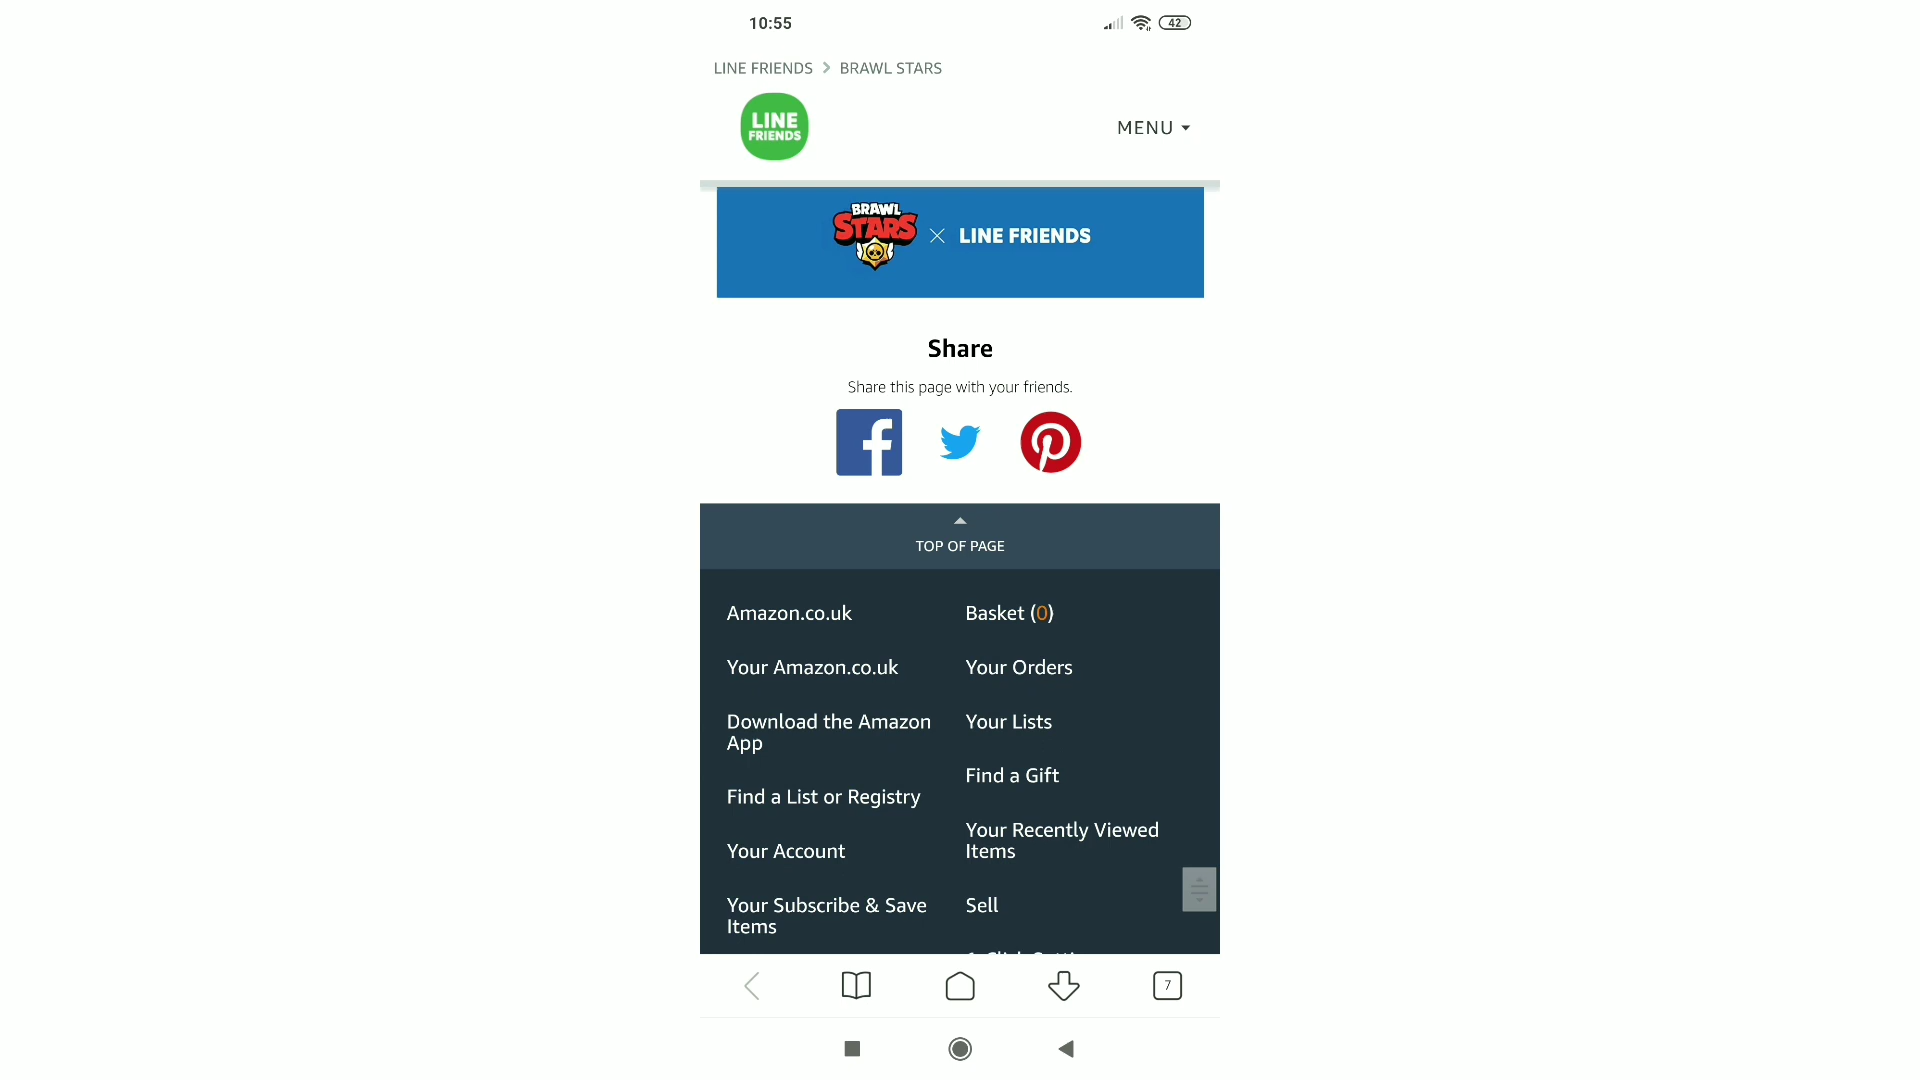 10:55
42
LINE FRIENDS > BRAWL STARS
LINE
FRIENDS
MENU
BRAWL
STARS
× LINE FRIENDS
Share
Share this page with your friends.
TOP OF PAGE
Amazon.co.uk
Basket (0)
Your Amazon.co.uk
Your Orders
Download the Amazon
App
Your Lists
Find a Gift
Find a List or Registry
Your Recently Viewed
Items
Your Account
Your Subscribe & Save
Items
Sell
7